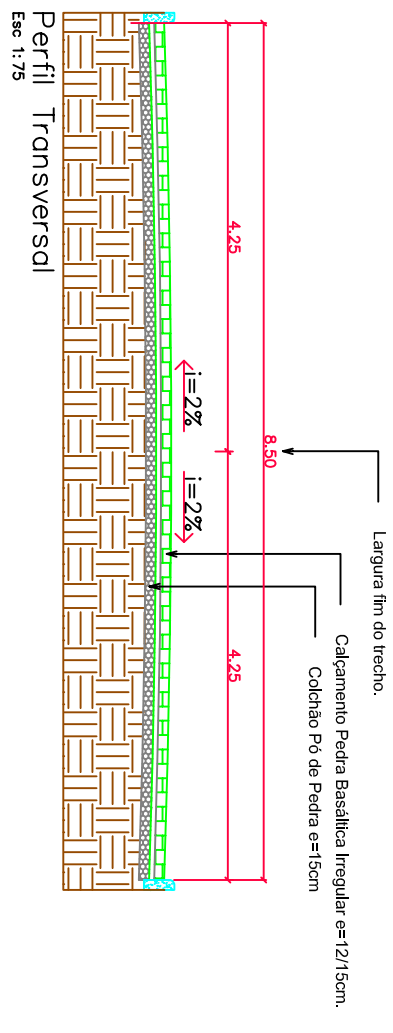 Largura fim do trecho.
Calçamento Pedra Basáltica Irregular e=12/15cm.
Colchão Pó de Pedra e=15cm
8.50
4.25
4.25
i=2%
i=2%
Perfil Transversal
Esc 1:75